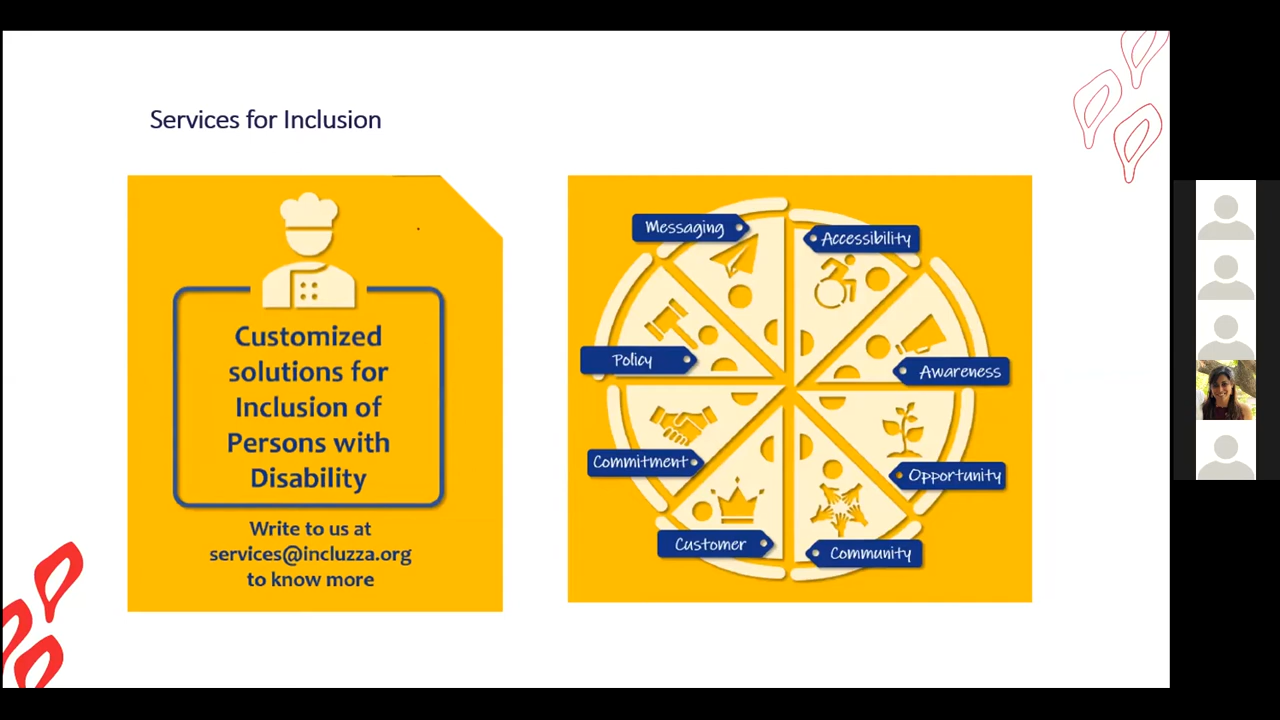 Services for Inclusion
Customized
solutions for
Inclusion of
Persons with
Disability
Write to us at
services@incluzza.org
to know more
Messaging
Accessibility
Policy
Awareness
Commitment
Opportunity
Customer
Community